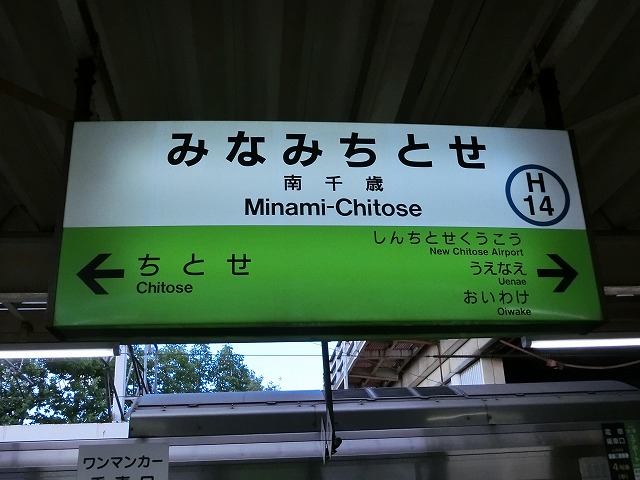 みなみちとせ
南千歳
Minami-Chitose
H
14
ちとせ
Chitose
しんちとせくうこう
New Chitose Airport
うえなえ
Uenae
おいわけ
Oiwake
ワンマンカー